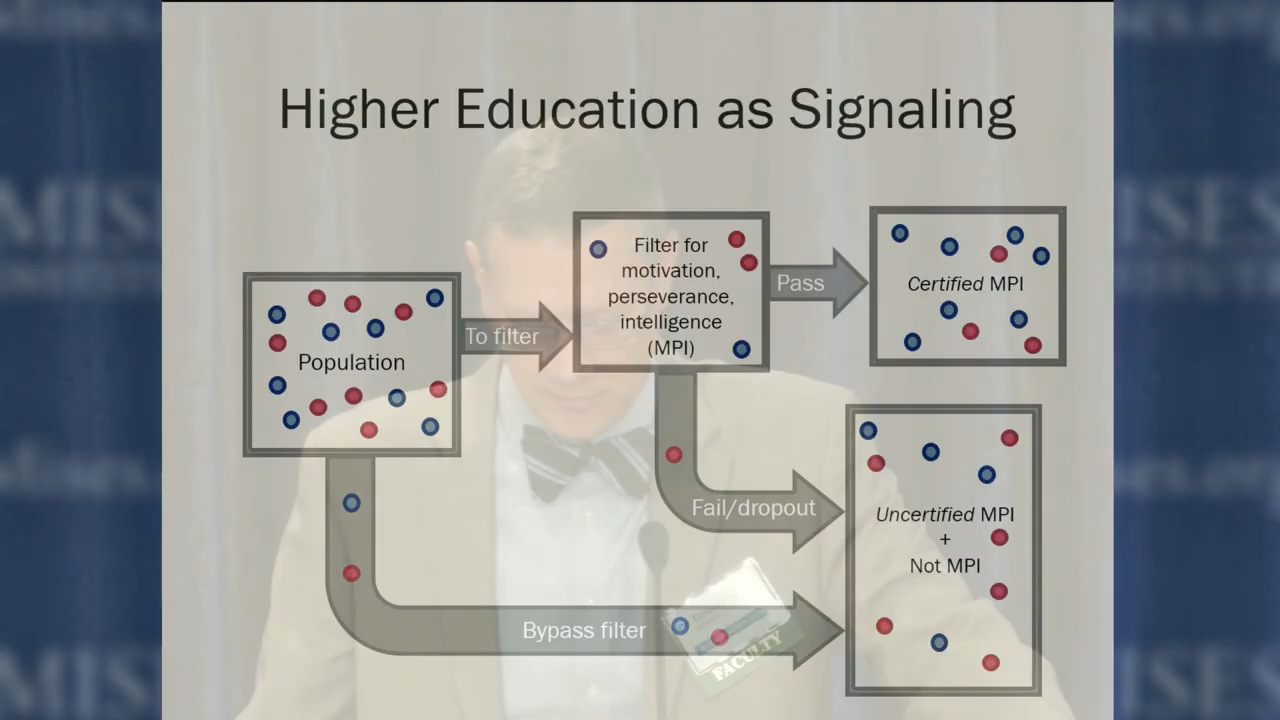 Higher Education as Signaling
Filter for
motivation,
perseverance,
intelligence
(MPI)
Pass
Certified MPI
To filter
Population
Fail/dropout
Uncertified MPI
+
Not MPI
Bypass filter
FACULTY